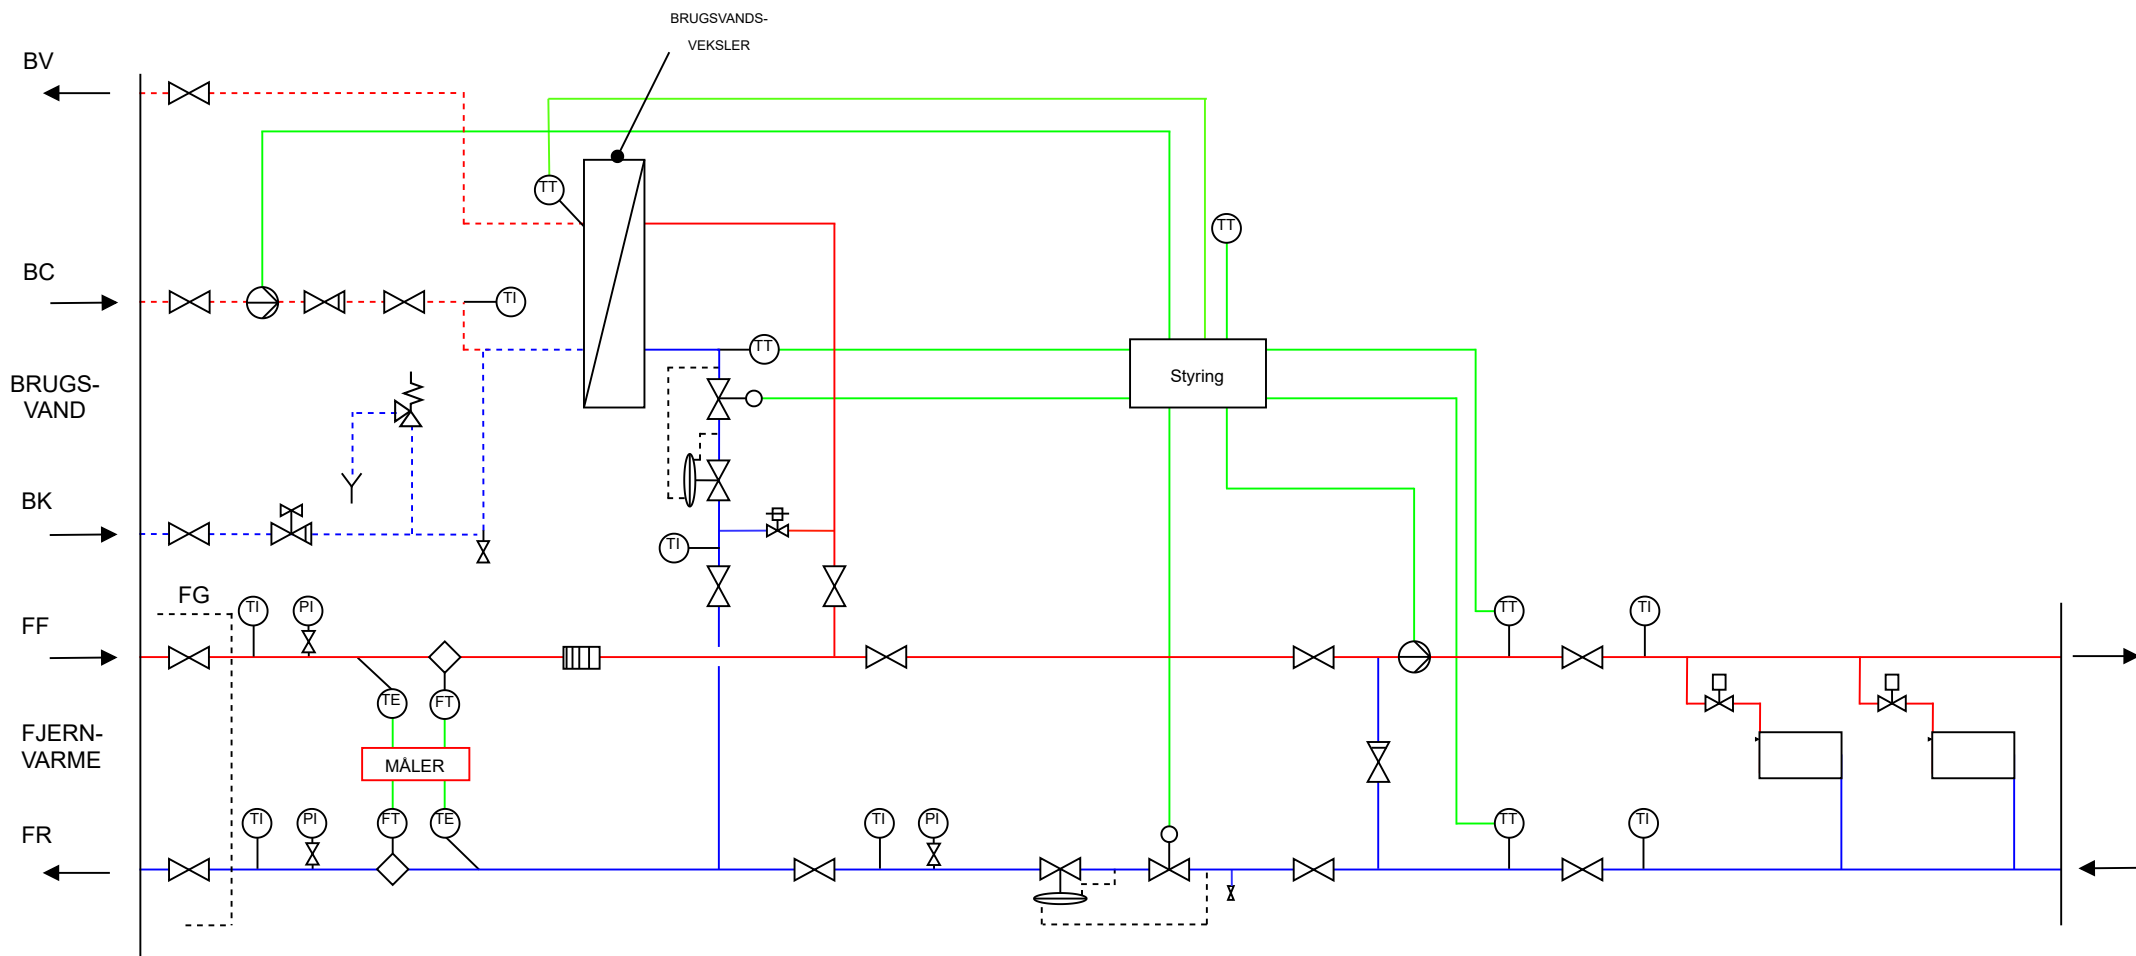 BRUGSVANDS-
VEKSLER
BV
TT
TT
BC
TI
TT
Styring
BRUGS-
VAND
BK
TI
FG
TI
PI
TT
TI
FF
TE
FT
FJERN-
VARME
MÅLER
FR
TI
PI
FT
TE
TI
PI
TT
TI